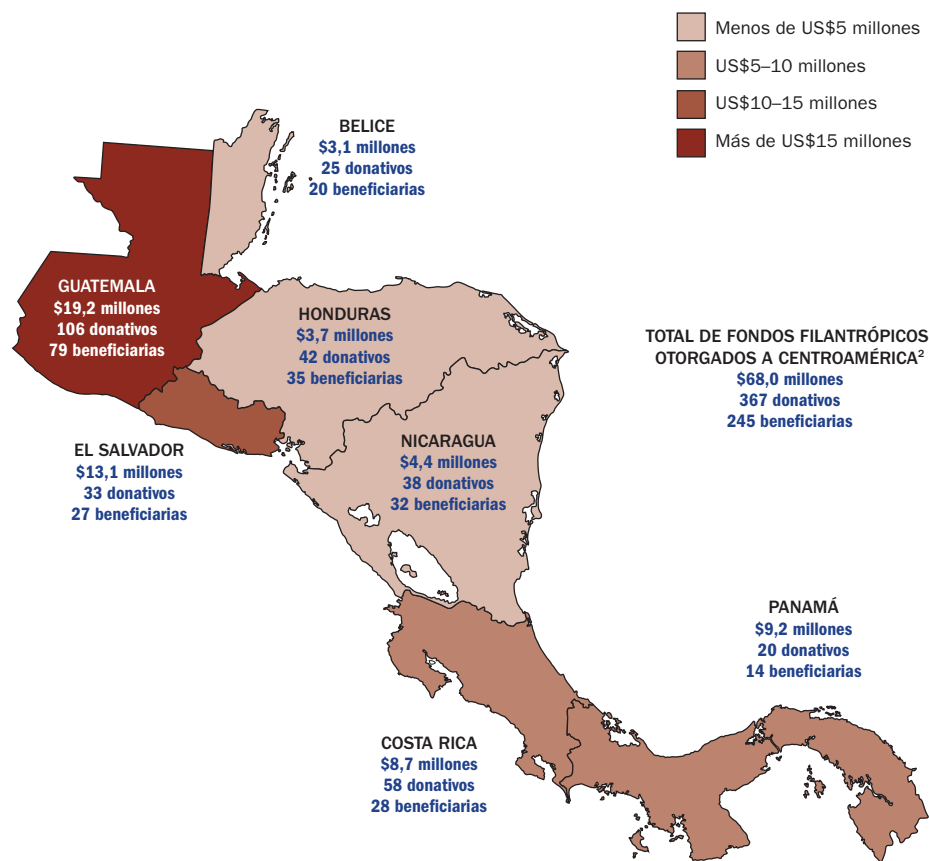 Menos de US$5 millones
US$5–10 millones
US$10–15 millones
Más de US$15 millones
BELICE
$3,1 millones
25 donativos
20 beneficiarias
GUATEMALA
$19,2 millones
106 donativos
79 beneficiarias
HONDURAS
$3,7 millones
42 donativos
35 beneficiarias
TOTAL DE FONDOS FILANTRÓPICOS
OTORGADOS A CENTROAMÉRICA²
$68,0 millones
367 donativos
245 beneficiarias
EL SALVADOR
$13,1 millones
33 donativos
27 beneficiarias
NICARAGUA
$4,4 millones
38 donativos
32 beneficiarias
PANAMÁ
$9,2 millones
20 donativos
14 beneficiarias
COSTA RICA
$8,7 millones
58 donativos
28 beneficiarias